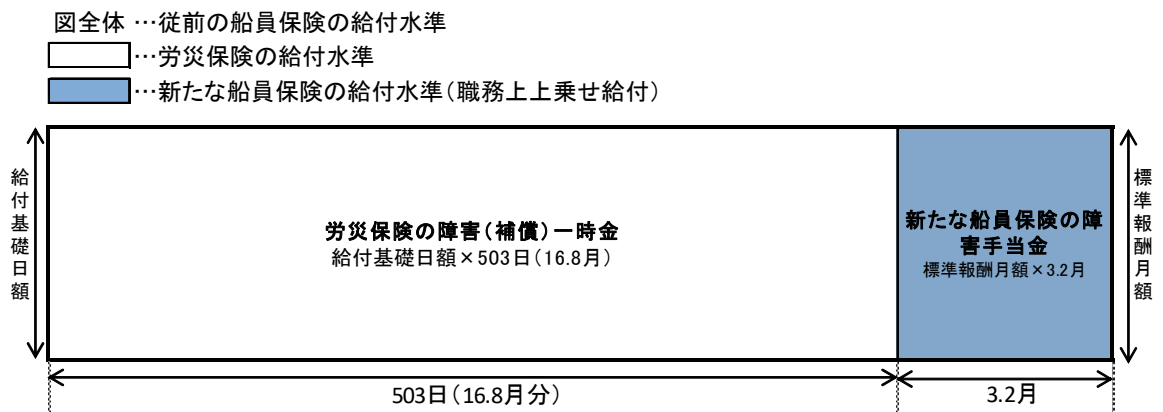 図全体 …従前の船員保険の給付水準
…労災保険の給付水準
…新たな船員保険の給付水準（職務上上乗せ給付）
給付基礎日額
労災保険の障害（補償）一時金
給付基礎日額×503日（16.8月）
新たな船員保険の障
害手当金
標準報酬月額×3.2月
標準報酬月額
503日（16.8月分）
3.2月